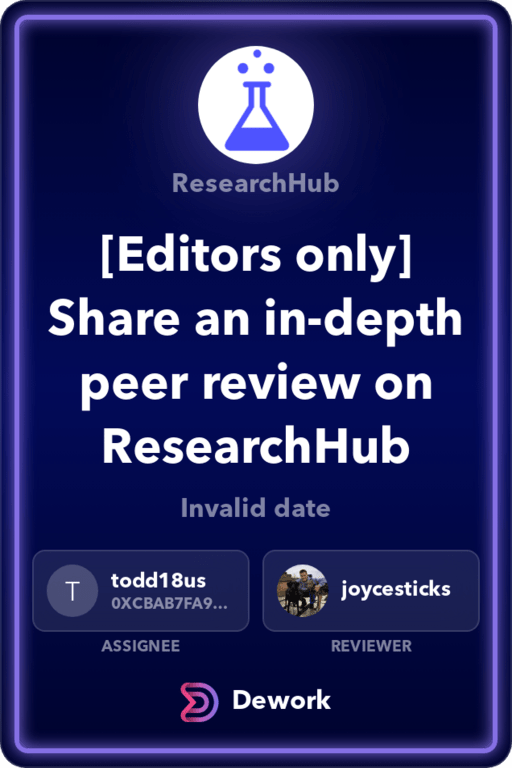 ResearchHub
[Editors only]
Share an in-depth
peer review on
ResearchHub
Invalid date
T
todd18us
0XCBAB7FA9...
joycesticks
ASSIGNEE
REVIEWER
Dework